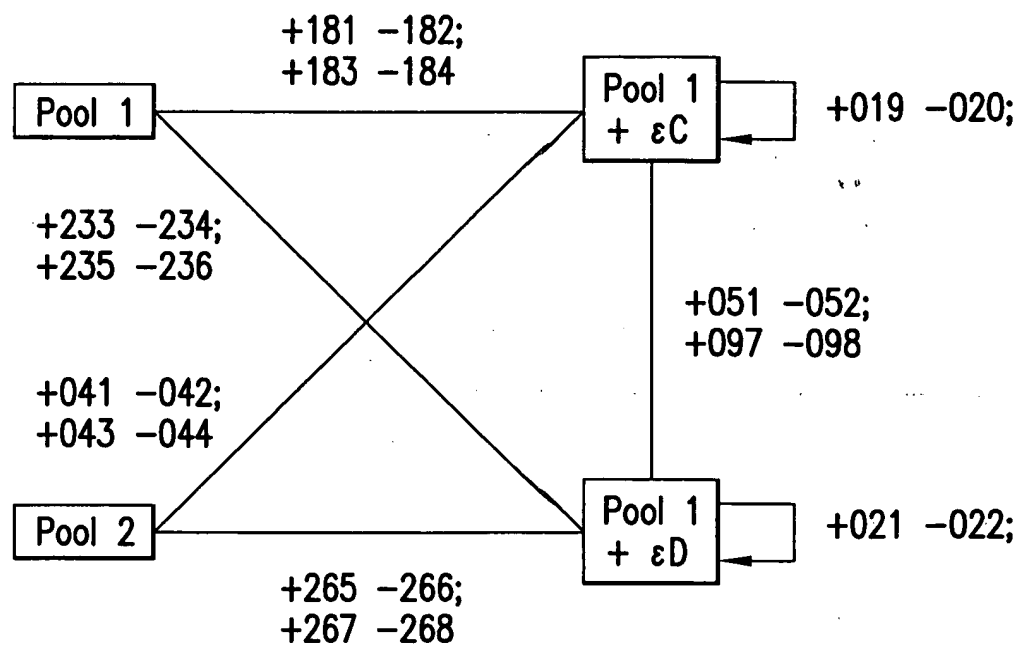 +181 −182;
+183 −184
Pool 1
Pool 1
+ εC
+019 −020;
+233 −234;
+235 −236
+051 −052;
+097 −098
+041 −042;
+043 −044
Pool 2
Pool 1
+ εD
+021 −022;
+265 −266;
+267 −268